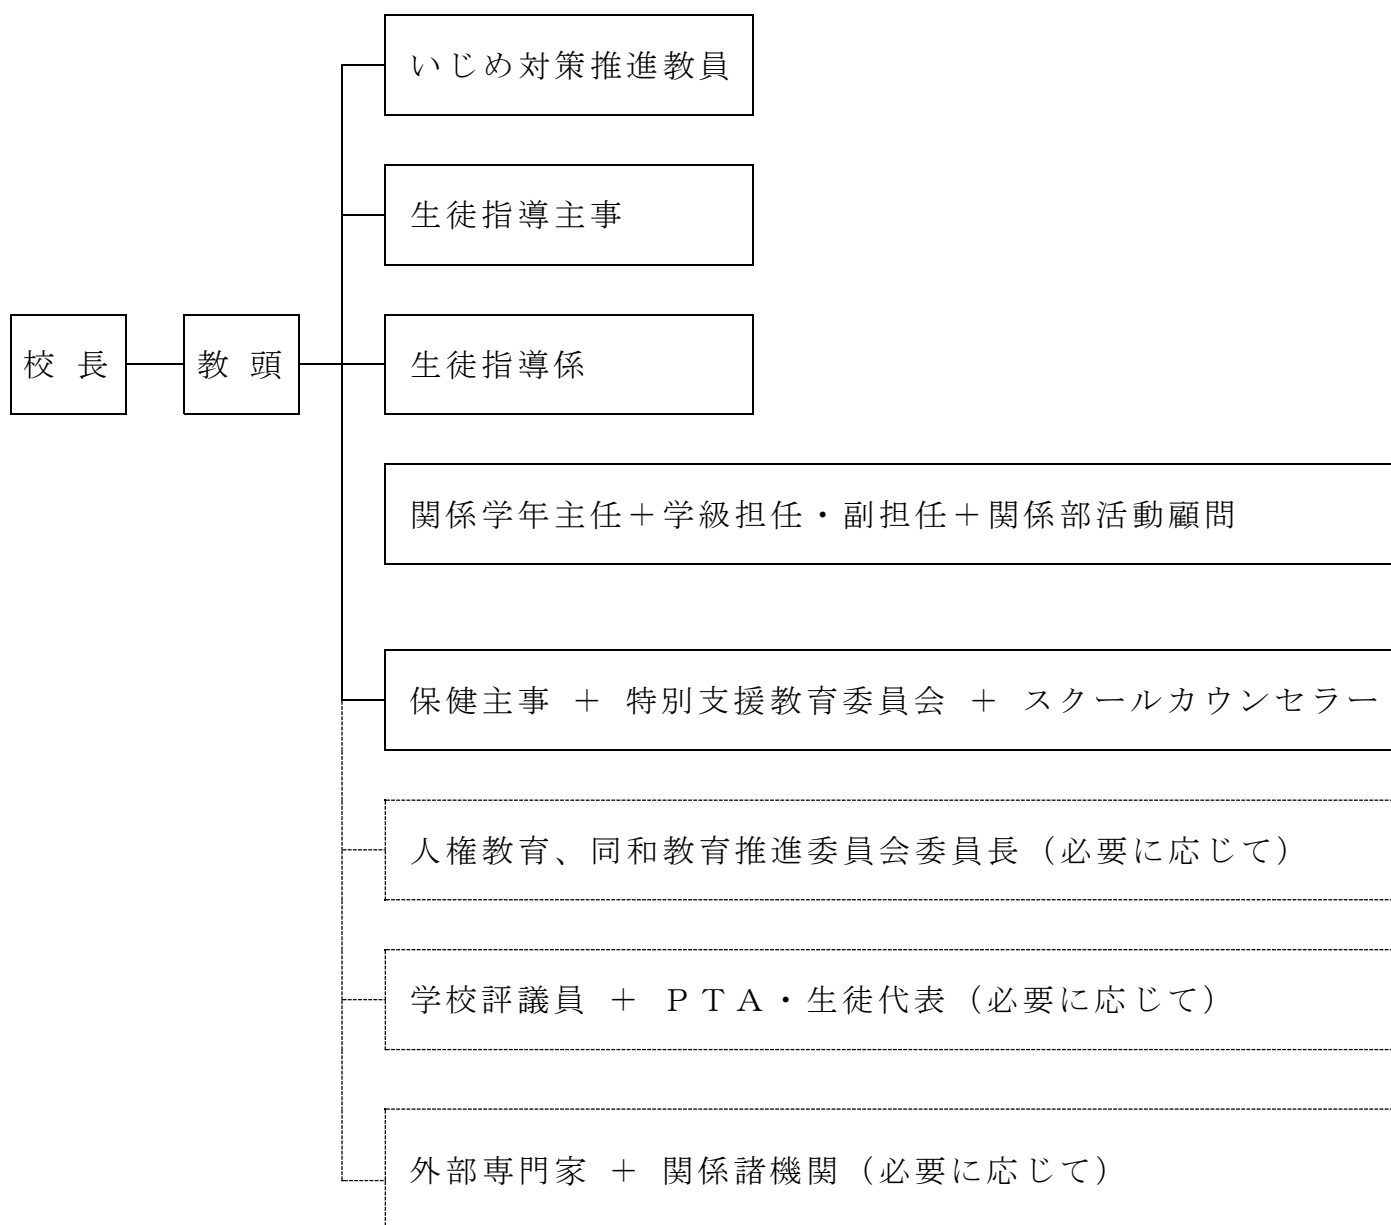 いじめ対策推進教員
生徒指導主事
校 長
教 頭
生徒指導係
関係学年主任＋学級担任・副担任＋関係部活動顧問
保健主事 ＋ 特別支援教育委員会 ＋ スクールカウンセラー
人権教育、同和教育推進委員会委員長（必要に応じて）
学校評議員 ＋ ＰＴＡ・生徒代表（必要に応じて）
外部専門家 ＋ 関係諸機関（必要に応じて）